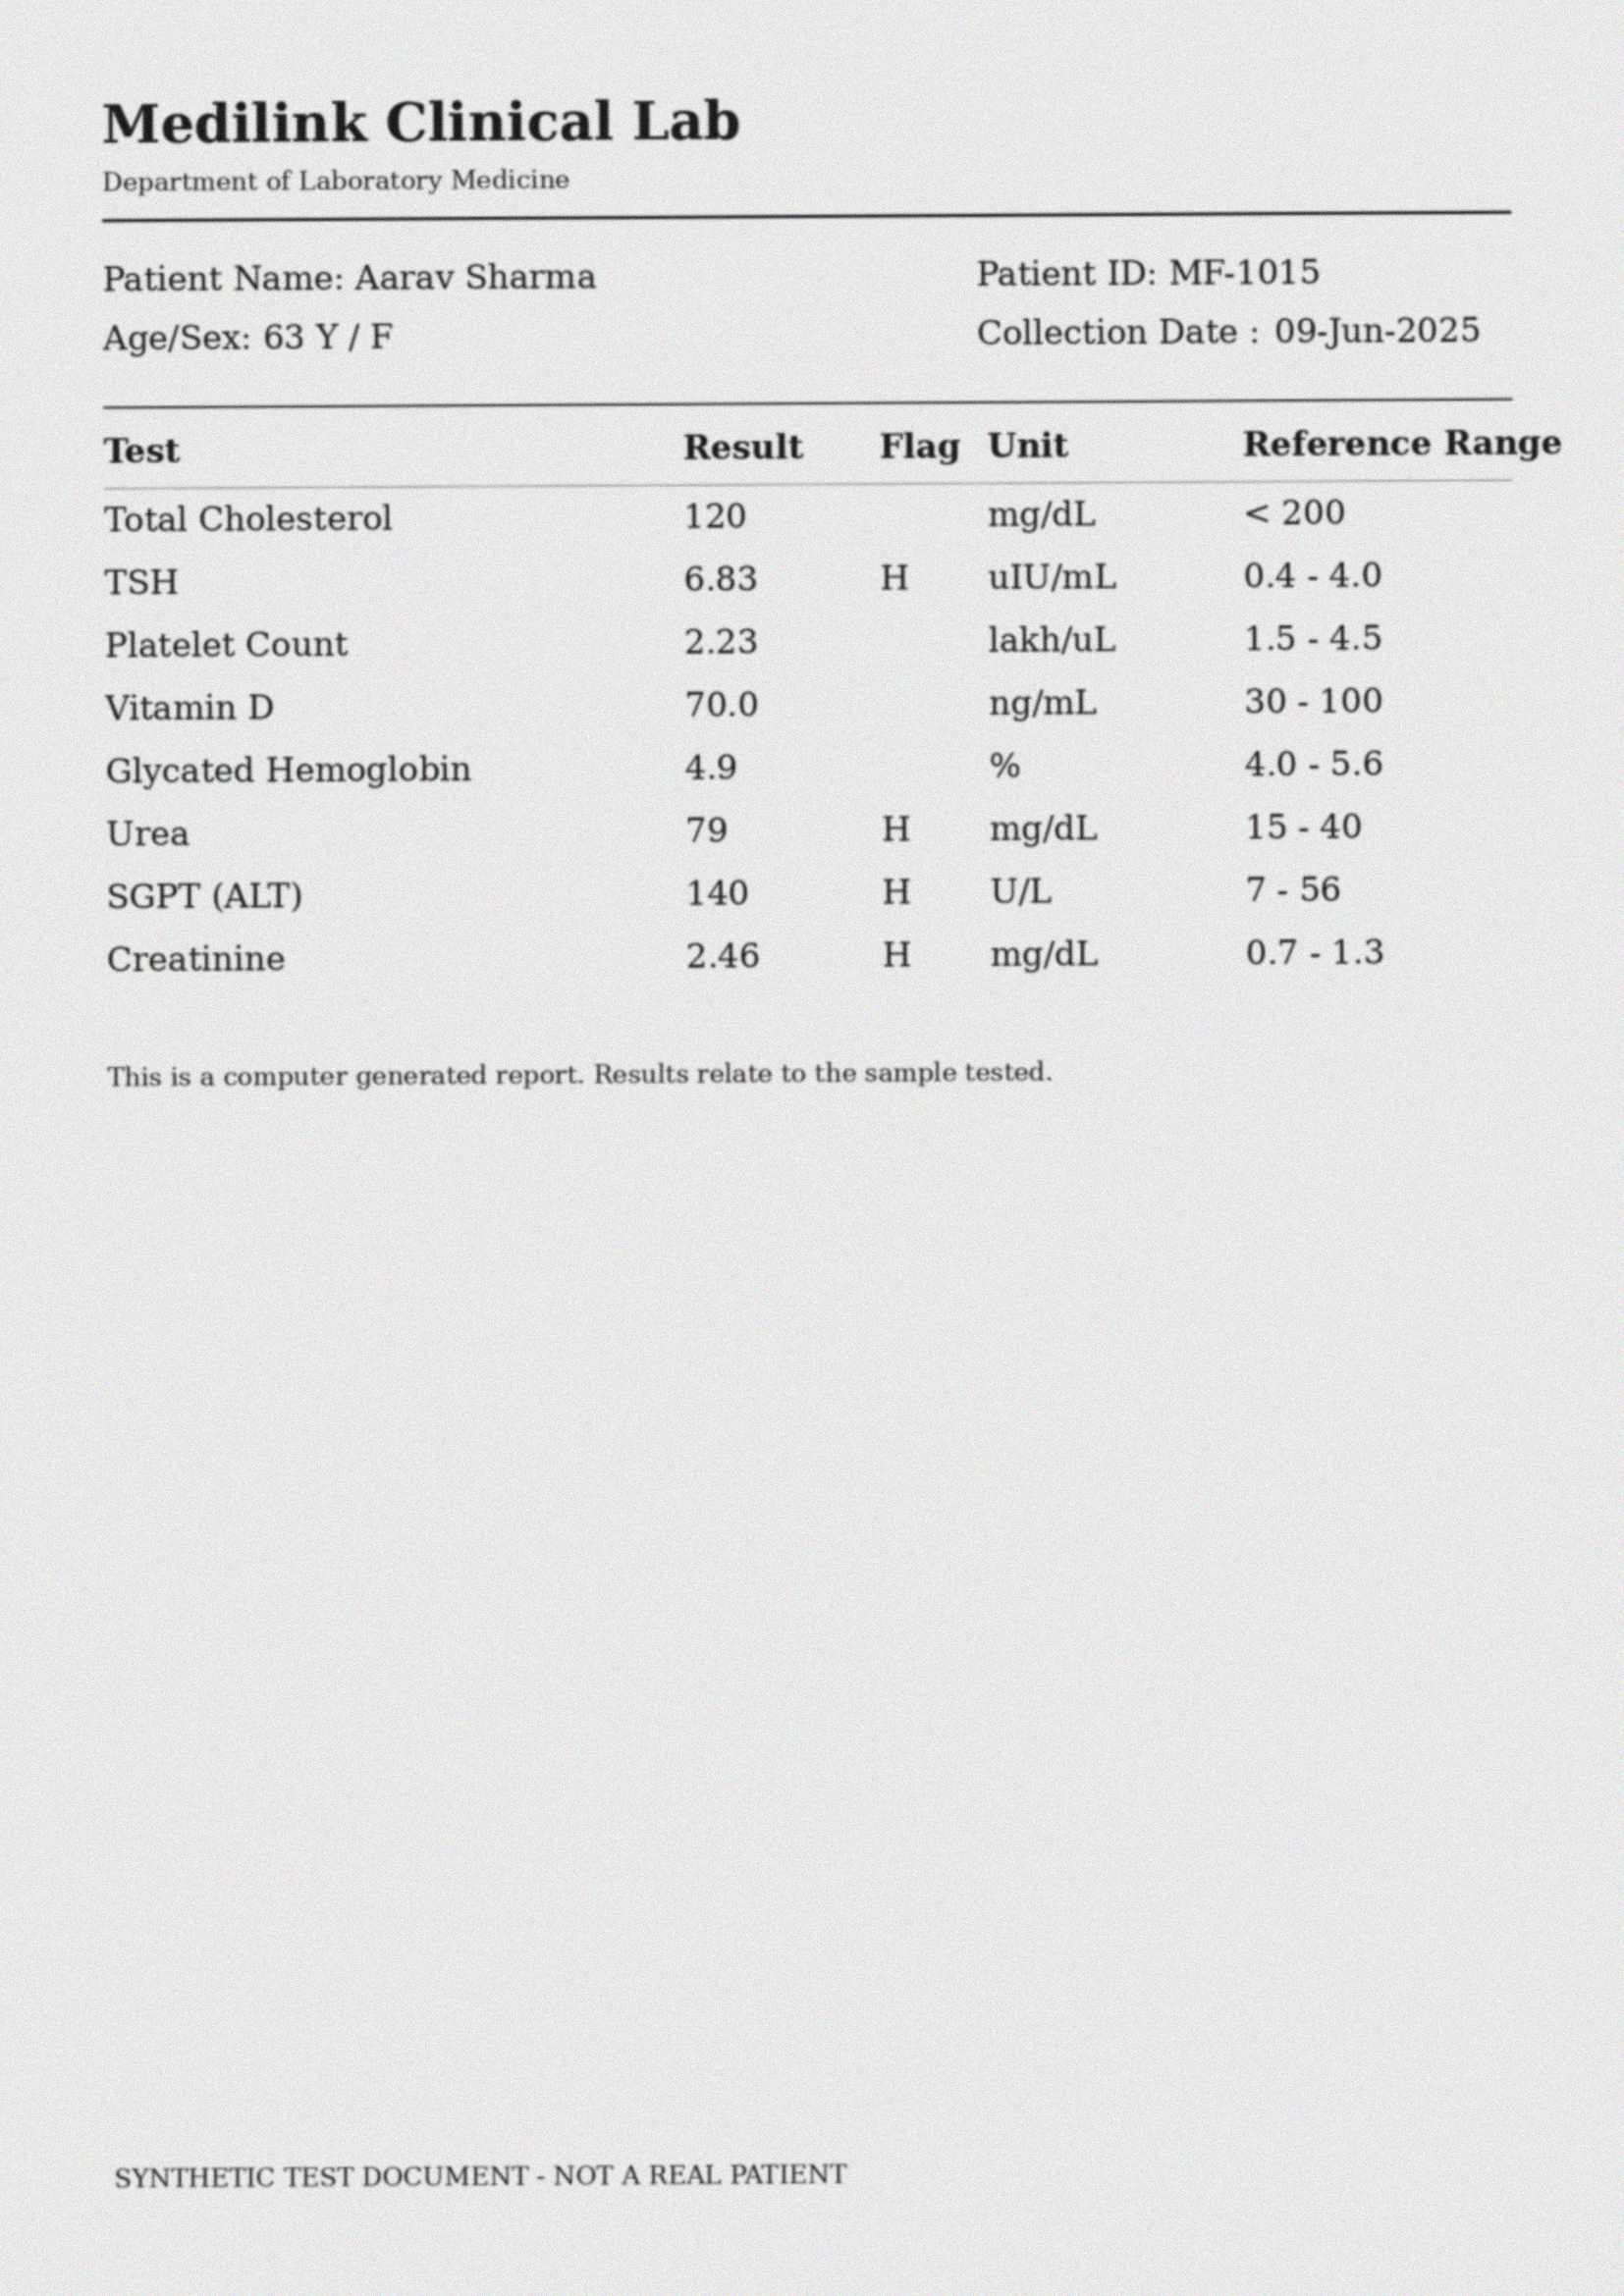 Medilink Clinical Lab
Department of Laboratory Medicine
Patient Name: Aarav Sharma Patient ID: MF-1015
Age/Sex: 63 Y / F Collection Date : 09-Jun-2025
Test Result Flag Unit Reference Range
Total Cholesterol 120 mg/dL < 200
TSH 6.83 H uIU/mL 0.4 - 4.0
Platelet Count 2.23 lakh/uL 1.5 - 4.5
Vitamin D 70.0 ng/mL 30 - 100
Glycated Hemoglobin 4.9 % 4.0 - 5.6
Urea 79 H mg/dL 15 - 40
SGPT (ALT) 140 H U/L 7 - 56
Creatinine 2.46 H mg/dL 0.7 - 1.3
This is a computer generated report. Results relate to the sample tested.
SYNTHETIC TEST DOCUMENT - NOT A REAL PATIENT